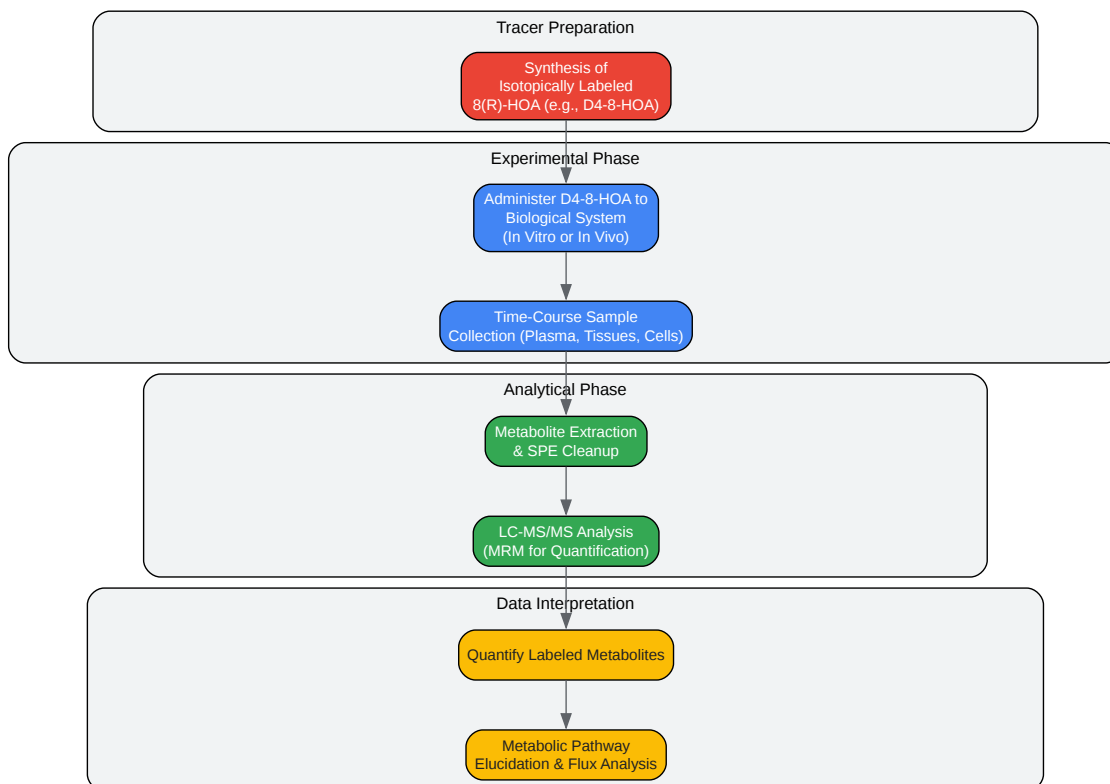 Tracer Preparation
Synthesis of
Isotopically Labeled
8(R)-HOA (e.g., D4-8-HOA)
Experimental Phase
Administer D4-8-HOA to
Biological System
(In Vitro or In Vivo)
Time-Course Sample
Collection (Plasma, Tissues, Cells)
Analytical Phase
Metabolite Extraction
& SPE Cleanup
LC-MS/MS Analysis
(MRM for Quantification)
Data Interpretation
Quantify Labeled Metabolites
Metabolic Pathway
Elucidation & Flux Analysis